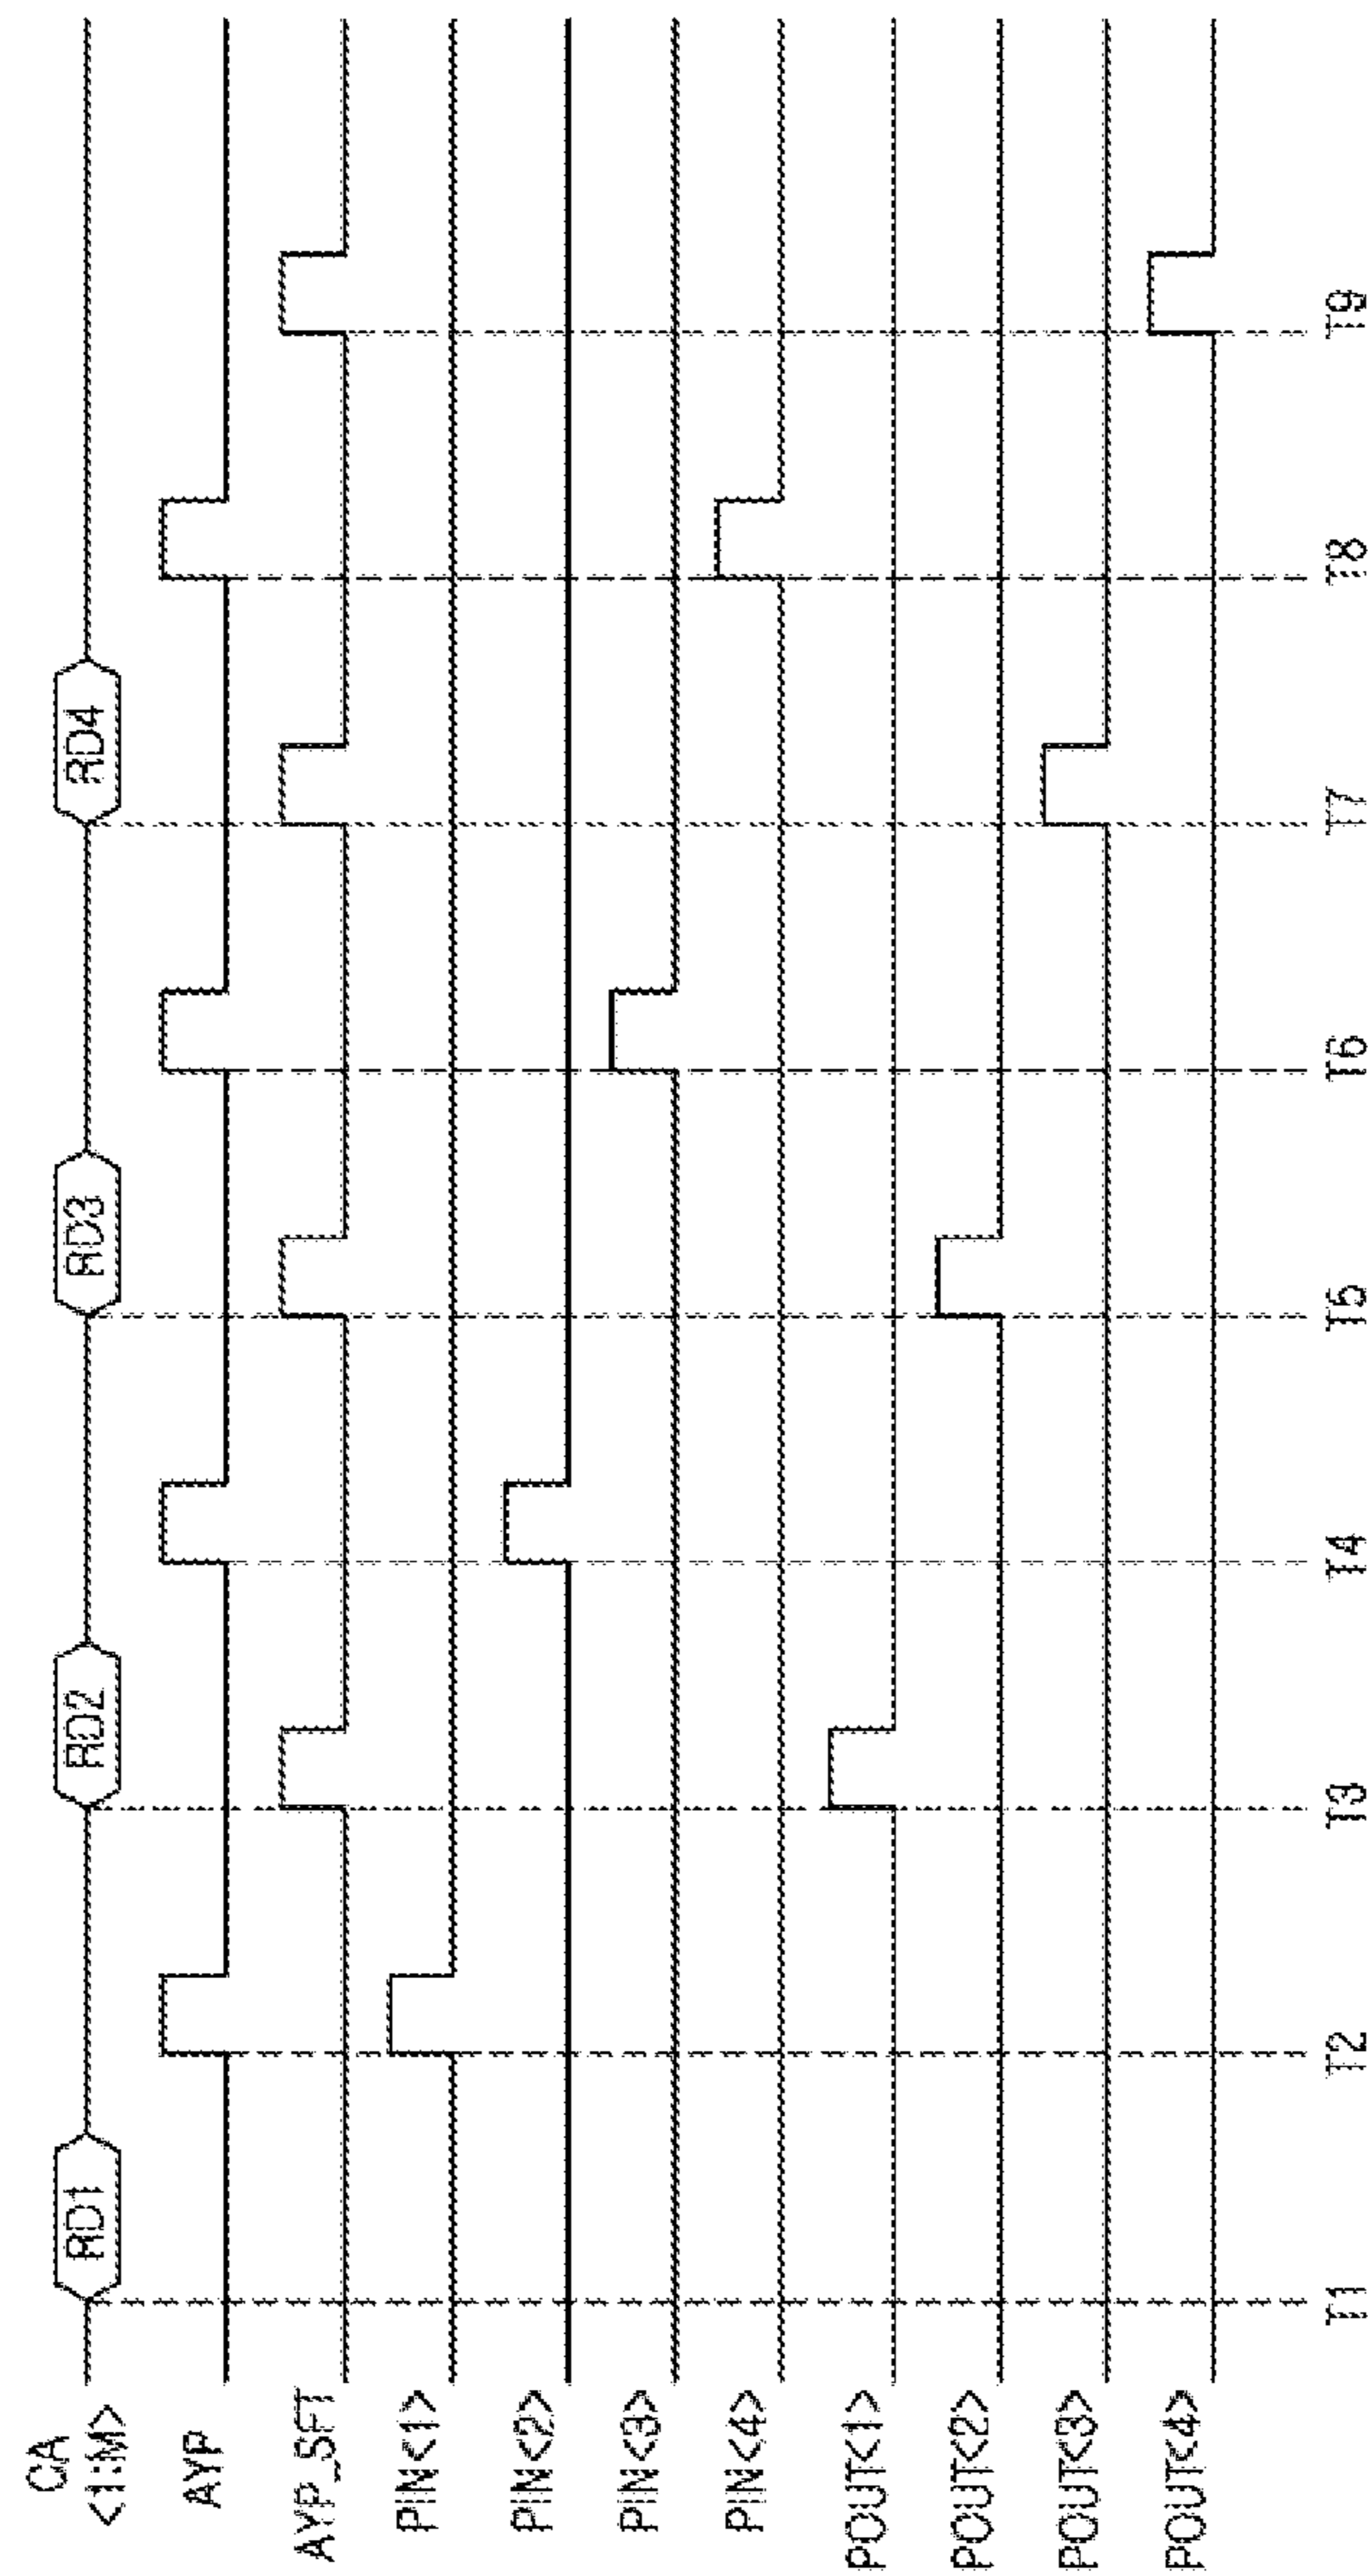 CA
<1:M>
RD1
RD2
RD3
RD4
AYP
AYP_SFT
PIN<1>
PIN<2>
PIN<3>
PIN<4>
POUT<1>
POUT<2>
POUT<3>
POUT<4>
T1
T2
T3
T4
T5
T6
T7
T8
T9